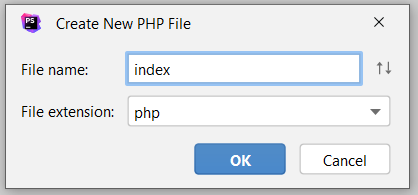 PS
Create New PHP File
File name: index
File extension: php
OK Cancel